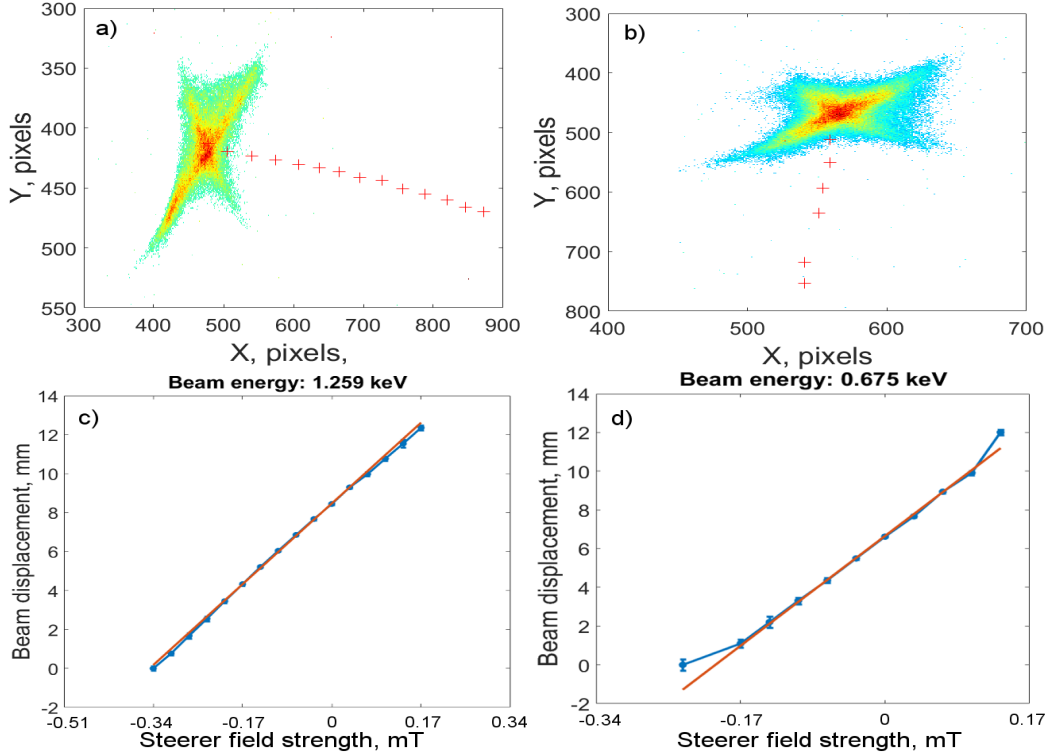 a)
300
350
400
450
500
550
Y, pixels
300 400 500 600 700 800 900
X, pixels,
b)
300
400
500
600
700
800
Y, pixels
400 500 600 700
X, pixels
Beam energy: 1.259 keV
c)
14
12
10
8
6
4
2
0
-2
Beam displacement, mm
-0.51 -0.34 -0.17 0 0.17 0.34
Steerer field strength, mT
Beam energy: 0.675 keV
d)
14
12
10
8
6
4
2
0
-2
Beam displacement, mm
-0.34 -0.17 0 0.17
Steerer field strength, mT